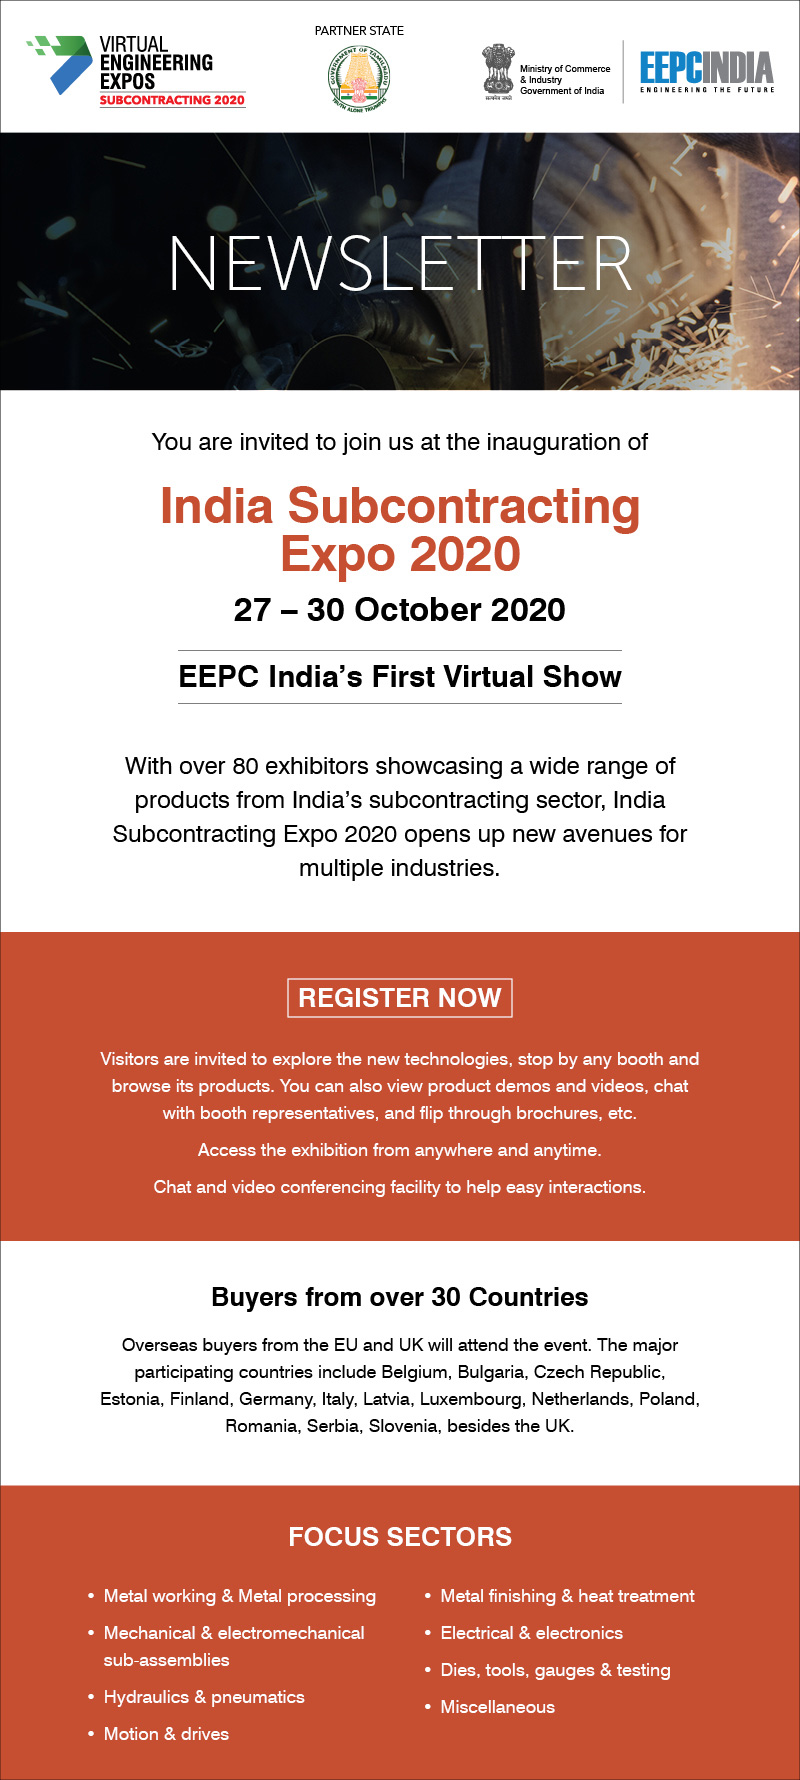 VIRTUAL
ENGINEERING
EXPOS
SUBCONTRACTING 2020
PARTNER STATE
GOVERNMENT OF TAMILNADU
TRUTH ALONE TRIUMPHS
सत्यमेव जयते
Ministry of Commerce
& Industry
Government of India
EEPCINDIA
ENGINEERING THE FUTURE
NEWSLETTER
You are invited to join us at the inauguration of
India Subcontracting
Expo 2020
27 – 30 October 2020
EEPC India’s First Virtual Show
With over 80 exhibitors showcasing a wide range of
products from India’s subcontracting sector, India
Subcontracting Expo 2020 opens up new avenues for
multiple industries.
REGISTER NOW
Visitors are invited to explore the new technologies, stop by any booth and
browse its products. You can also view product demos and videos, chat
with booth representatives, and flip through brochures, etc.
Access the exhibition from anywhere and anytime.
Chat and video conferencing facility to help easy interactions.
Buyers from over 30 Countries
Overseas buyers from the EU and UK will attend the event. The major
participating countries include Belgium, Bulgaria, Czech Republic,
Estonia, Finland, Germany, Italy, Latvia, Luxembourg, Netherlands, Poland,
Romania, Serbia, Slovenia, besides the UK.
FOCUS SECTORS
• Metal working & Metal processing
• Mechanical & electromechanical
sub-assemblies
• Hydraulics & pneumatics
• Motion & drives
• Metal finishing & heat treatment
• Electrical & electronics
• Dies, tools, gauges & testing
• Miscellaneous